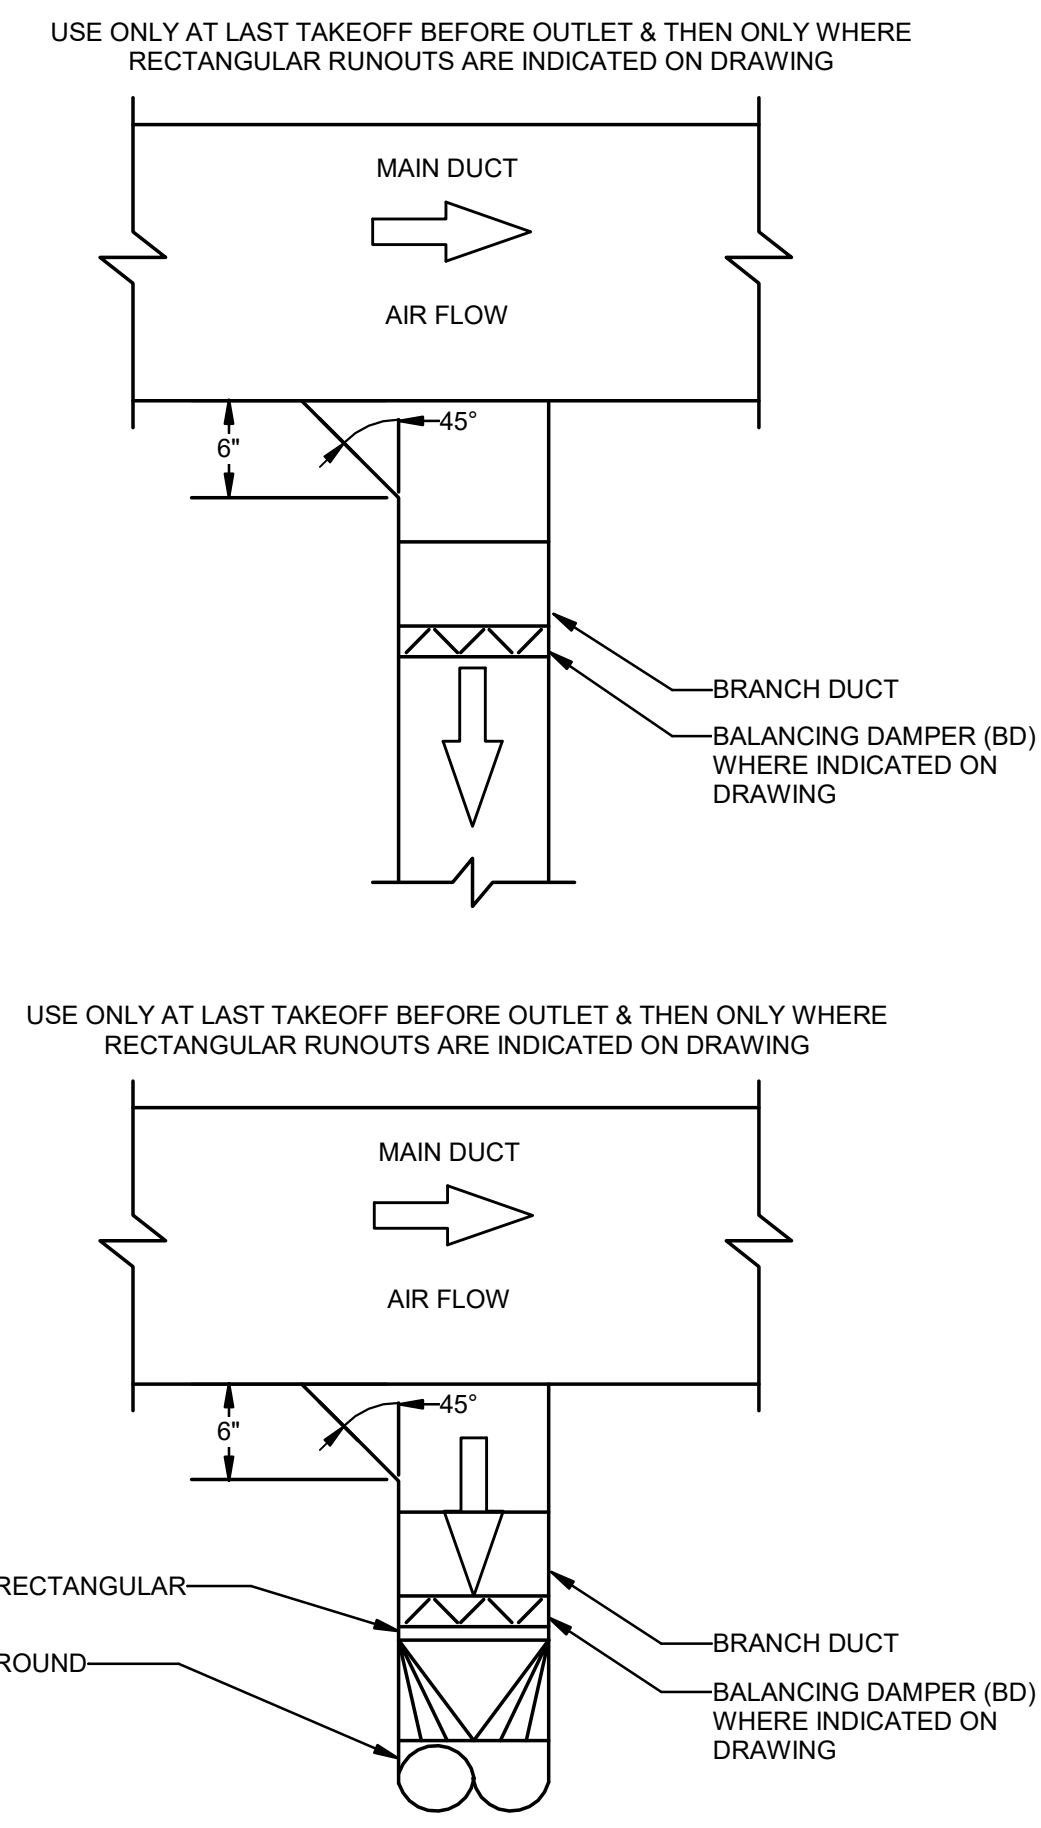 USE ONLY AT LAST TAKEOFF BEFORE OUTLET & THEN ONLY WHERE
RECTANGULAR RUNOUTS ARE INDICATED ON DRAWING
MAIN DUCT
AIR FLOW
45°
6"
BRANCH DUCT
BALANCING DAMPER (BD)
WHERE INDICATED ON
DRAWING
USE ONLY AT LAST TAKEOFF BEFORE OUTLET & THEN ONLY WHERE
RECTANGULAR RUNOUTS ARE INDICATED ON DRAWING
MAIN DUCT
AIR FLOW
45°
6"
RECTANGULAR
ROUND
BRANCH DUCT
BALANCING DAMPER (BD)
WHERE INDICATED ON
DRAWING